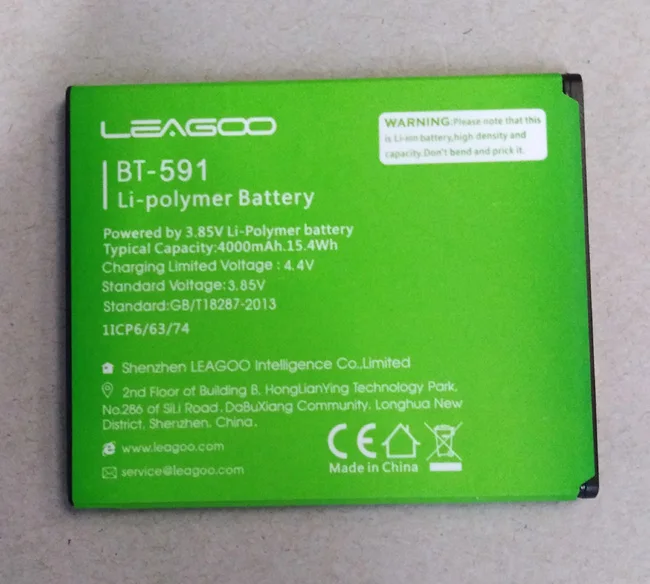 LEAGOO
WARNING:Please note that this
is Li-ion battery,high density and
capacity.Don't bend and prick it.
BT-591
Li-polymer Battery
Powered by 3.85V Li-Polymer battery
Typical Capacity:4000mAh.15.4Wh
Charging Limited Voltage : 4.4V
Standard Voltage:3.85V
Standard:GB/T18287-2013
1ICP6/63/74
Shenzhen LEAGOO Intelligence Co.,Limited
2nd Floor of Building B, HongLianYing Technology Park,
No.286 of SiLi Road, DaBuXiang Community, Longhua New
District, Shenzhen, China.
www.leagoo.com
service@leagoo.com
CE
Made in China